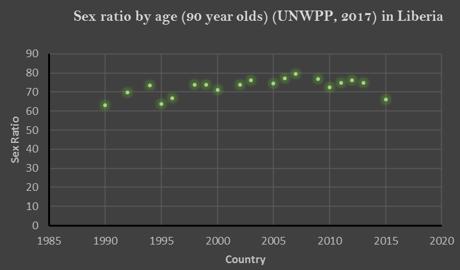 Sex ratio by age (90 year olds) (UNWPP, 2017) in Liberia
90
80
70
60
50
40
30
20
10
0
Sex Ratio
1985 1990 1995 2000 2005 2010 2015 2020
Country